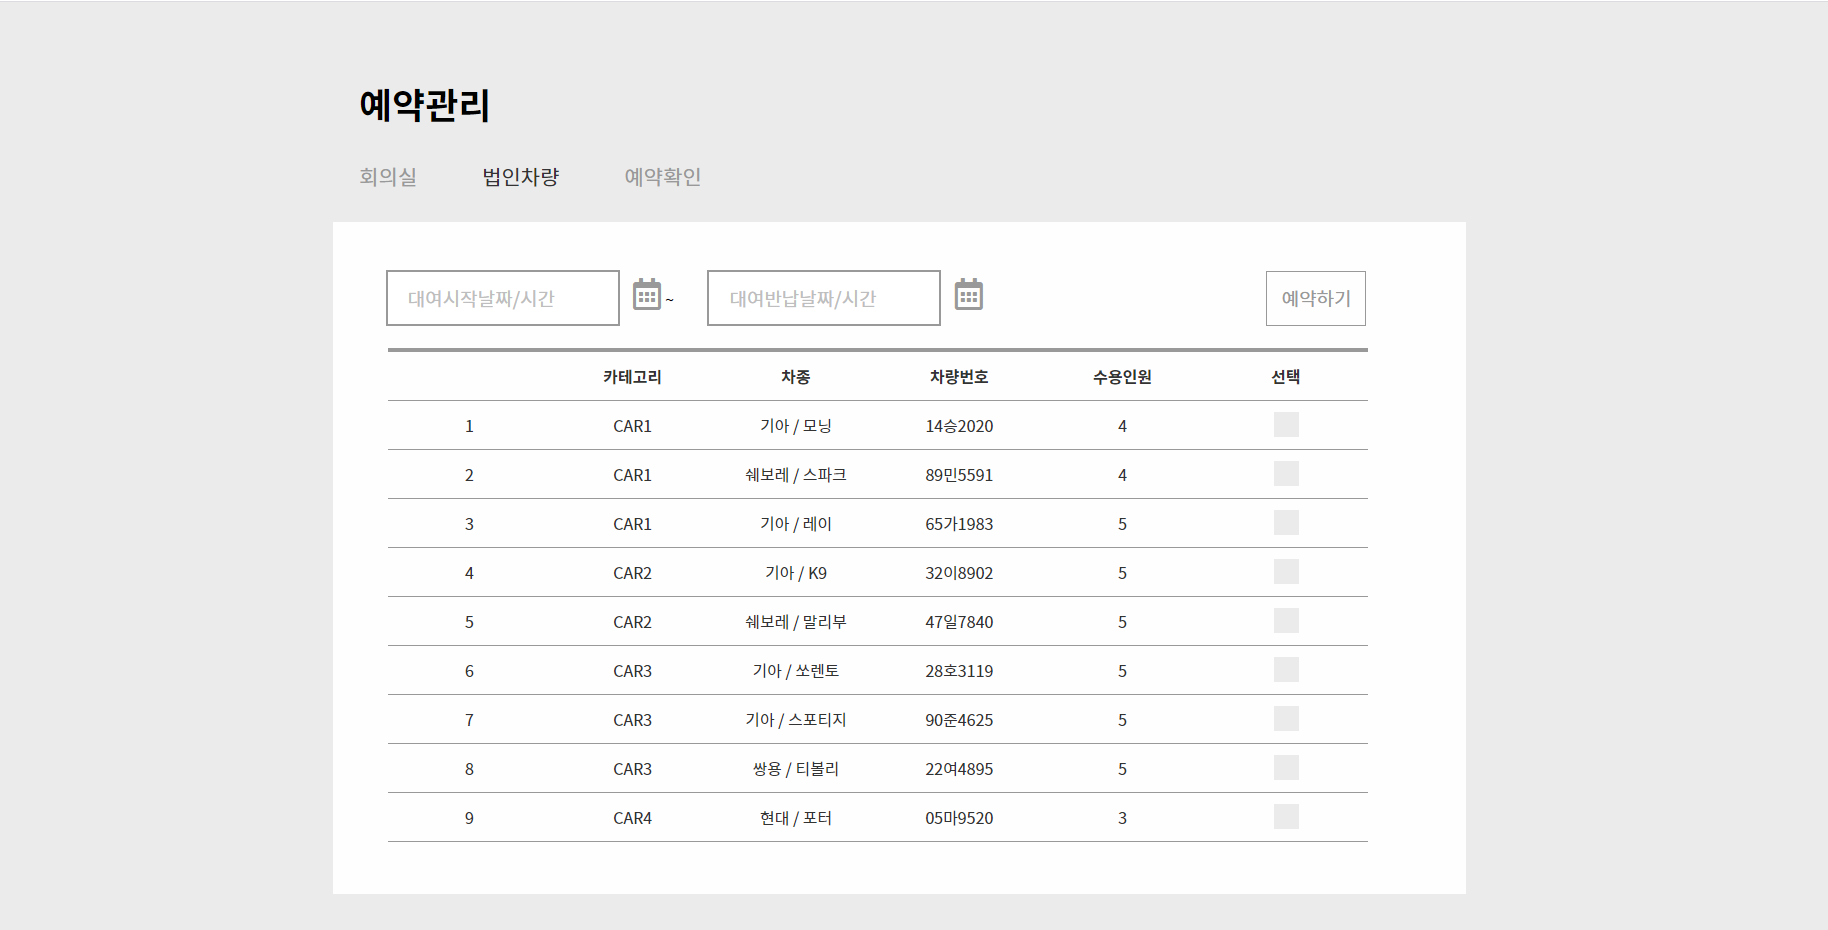 예약관리
회의실 법인차량 예약확인
대여시작날짜/시간 ~ 대여반납날짜/시간 예약하기
카테고리 차종 차량번호 수용인원 선택
1 CAR1 기아 / 모닝 14승2020 4
2 CAR1 쉐보레 / 스파크 89민5591 4
3 CAR1 기아 / 레이 65가1983 5
4 CAR2 기아 / K9 32이8902 5
5 CAR2 쉐보레 / 말리부 47일7840 5
6 CAR3 기아 / 쏘렌토 28호3119 5
7 CAR3 기아 / 스포티지 90준4625 5
8 CAR3 쌍용 / 티볼리 22여4895 5
9 CAR4 현대 / 포터 05마9520 3